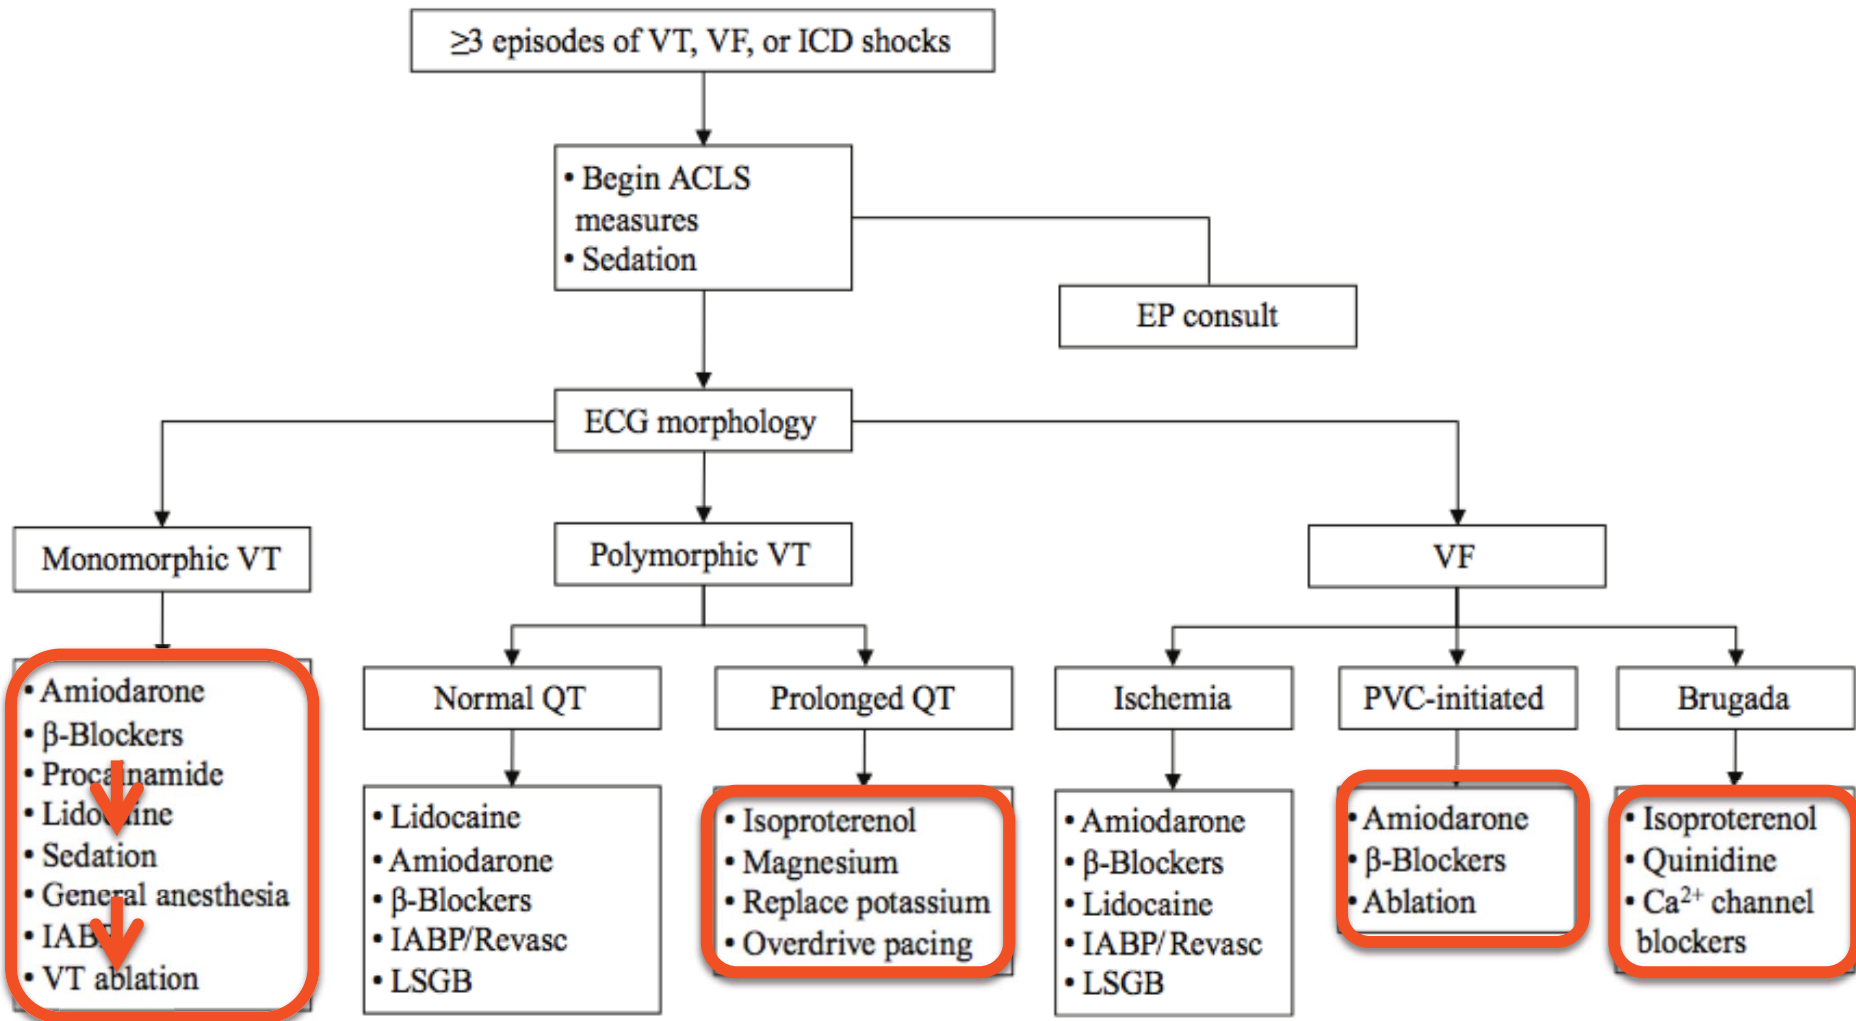 ≥3 episodes of VT, VF, or ICD shocks
• Begin ACLS
measures
• Sedation
EP consult
ECG morphology
Monomorphic VT
Polymorphic VT
VF
• Amiodarone
• β-Blockers
• Procainamide
• Lidocaine
• Sedation
• General anesthesia
• IABP
• VT ablation
Normal QT
• Lidocaine
• Amiodarone
• β-Blockers
• IABP/Revasc
• LSGB
Prolonged QT
• Isoproterenol
• Magnesium
• Replace potassium
• Overdrive pacing
Ischemia
• Amiodarone
• β-Blockers
• Lidocaine
• IABP/Revasc
• LSGB
PVC-initiated
• Amiodarone
• β-Blockers
• Ablation
Brugada
• Isoproterenol
• Quinidine
• Ca²⁺ channel
blockers